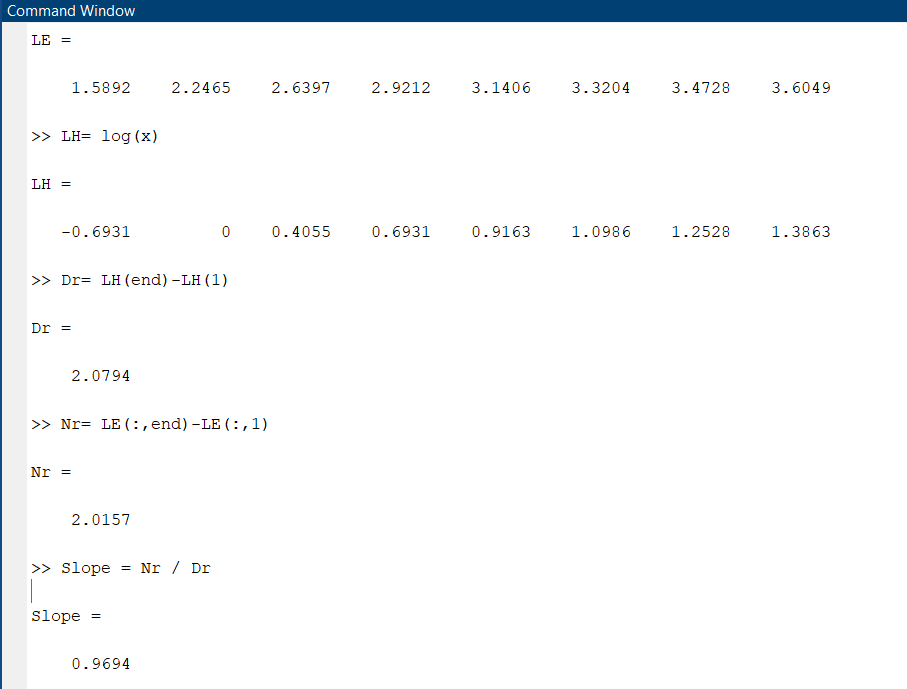 Command Window
LE =
1.5892 2.2465 2.6397 2.9212 3.1406 3.3204 3.4728 3.6049
>> LH= log(x)
LH =
-0.6931 0 0.4055 0.6931 0.9163 1.0986 1.2528 1.3863
>> Dr= LH(end)-LH(1)
Dr =
2.0794
>> Nr= LE(:,end)-LE(:,1)
Nr =
2.0157
>> Slope = Nr / Dr
Slope =
0.9694